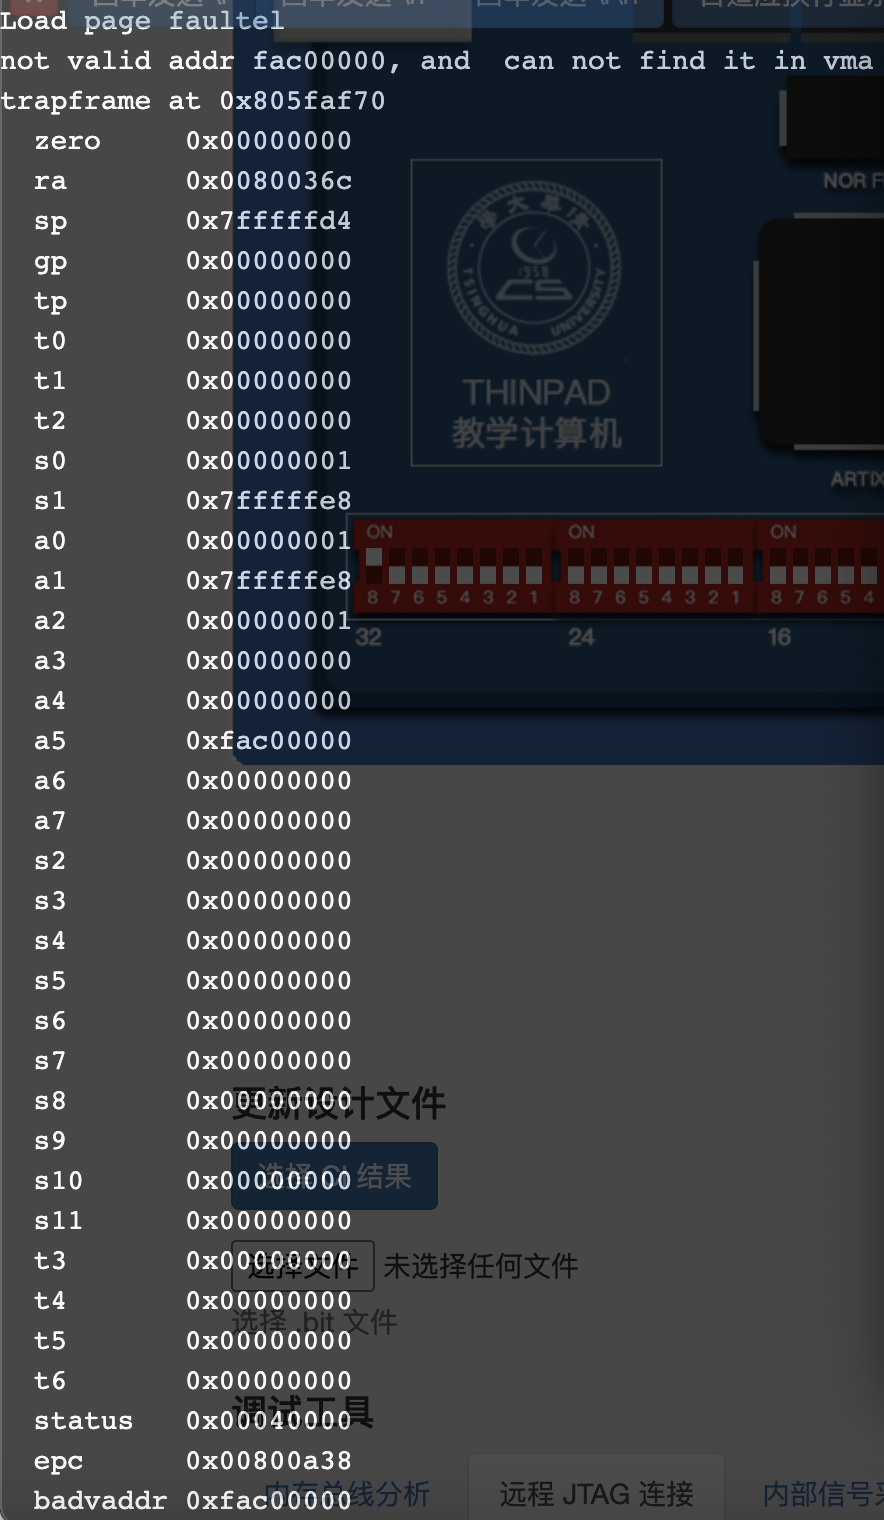 Load page faultel
not valid addr fac00000, and  can not find it in vma
trapframe at 0x805faf70
zero 0x00000000
ra 0x0080036c
sp 0x7fffffd4
gp 0x00000000
tp 0x00000000
t0 0x00000000
t1 0x00000000
t2 0x00000000
s0 0x00000001
s1 0x7fffffe8
a0 0x00000001
a1 0x7fffffe8
a2 0x00000001
a3 0x00000000
a4 0x00000000
a5 0xfac00000
a6 0x00000000
a7 0x00000000
s2 0x00000000
s3 0x00000000
s4 0x00000000
s5 0x00000000
s6 0x00000000
s7 0x00000000
s8 0x00000000
s9 0x00000000
s10 0x00000000
s11 0x00000000
t3 0x00000000
t4 0x00000000
t5 0x00000000
t6 0x00000000
status 0x00040000
epc 0x00800a38
badvaddr 0xfac00000
NOR F
TSINGHUA UNIVERSITY
1958
THINPAD
教学计算机
ARTIX
ON ON ON
8 7 6 5 4 3 2 1 8 7 6 5 4 3 2 1 8 7 6 5 4
32 24 16
更新设计文件
选择 CI 结果
选择文件 未选择任何文件
选择 .bit 文件
调试工具
内存总线分析 远程 JTAG 连接 内部信号